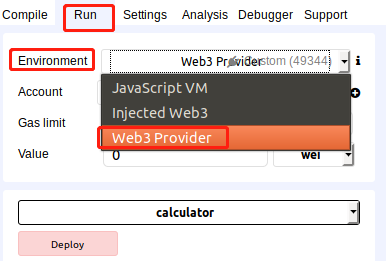 Compile Run Settings Analysis Debugger Support
Environment Web3 Provider Custom (49344) i
Account JavaScript VM
Injected Web3
Gas limit
Web3 Provider
Value 0 wei
calculator
Deploy